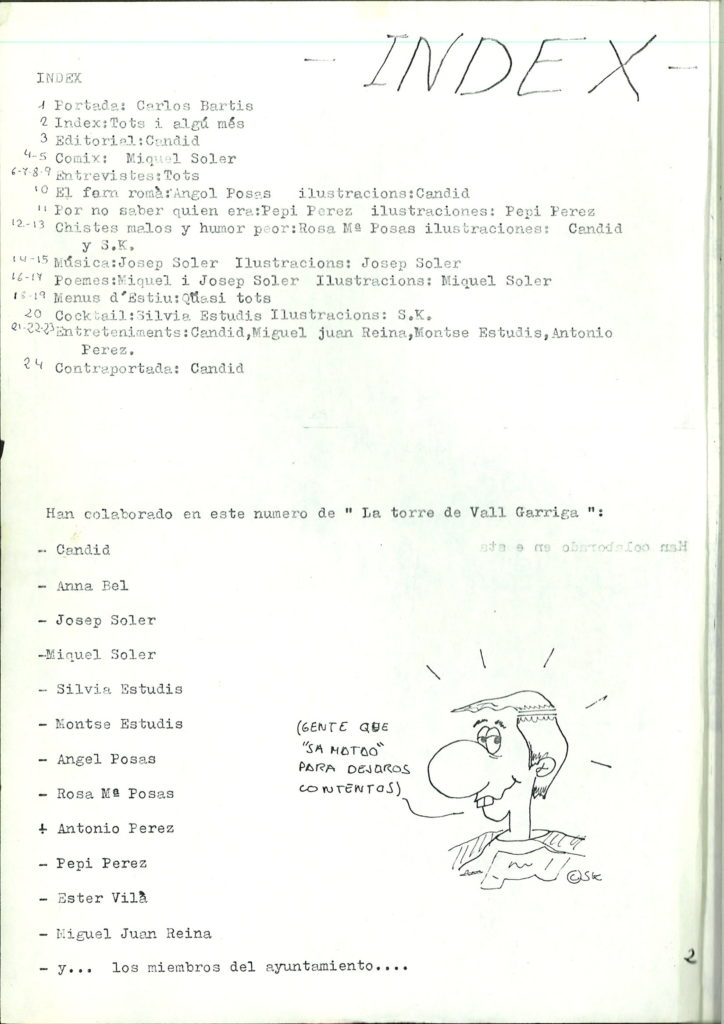 - INDEX -
INDEX
1 Portada: Carlos Bartis
2 Index:Tots i algú més
3 Editorial:Candid
4-5 Comix: Miquel Soler
6-7-8-9 Entrevistes:Tots
10 El farn romà:Angol Posas ilustracions:Candid
11 Por no saber quien era:Pepi Perez ilustraciones: Pepi Perez
12-13 Chistes malos y humor peor:Rosa Mª Posas ilustraciones: Candid
y S.K.
14-15 Música:Josep Soler Ilustracions: Josep Soler
16-17 Poemes:Miquel i Josep Soler Ilustracions: Miquel Soler
18-19 Menus d'Estiu:Quasi tots
20 Cocktail:Silvia Estudis Ilustracions: S.K.
21-22-23 Entreteniments:Candid,Miguel juan Reina,Montse Estudis,Antonio
Perez.
24 Contraportada: Candid
Han colaborado en este numero de " La torre de Vall Garriga ":
Han colaborado en e sta
- Candid
- Anna Bel
- Josep Soler
-Miquel Soler
- Silvia Estudis
- Montse Estudis
- Angel Posas
- Rosa Mª Posas
+ Antonio Perez
- Pepi Perez
- Ester Vilà
- Miguel Juan Reina
- y... los miembros del ayuntamiento....
(GENTE QUE
"SA MATAO"
PARA DEJAROS
CONTENTOS)
©SK
2